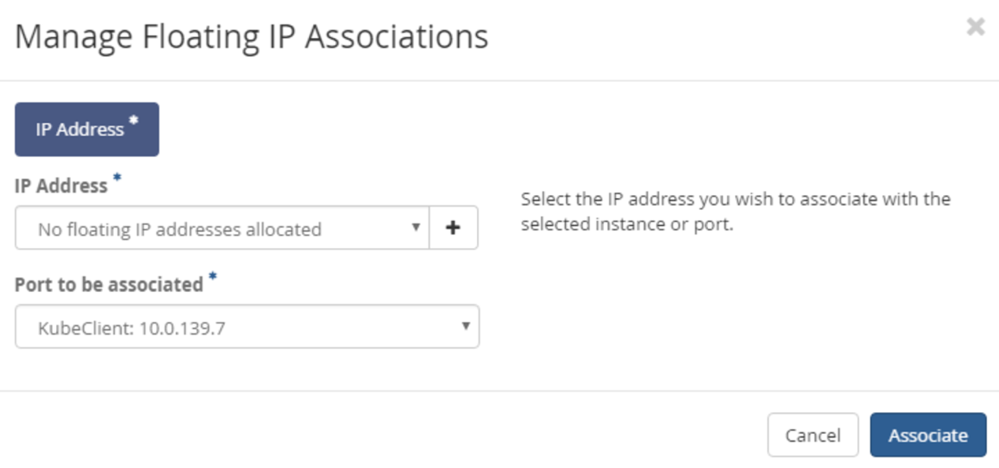 Manage Floating IP Associations
IP Address *
IP Address *
No floating IP addresses allocated
Select the IP address you wish to associate with the
selected instance or port.
Port to be associated *
KubeClient: 10.0.139.7
Cancel
Associate